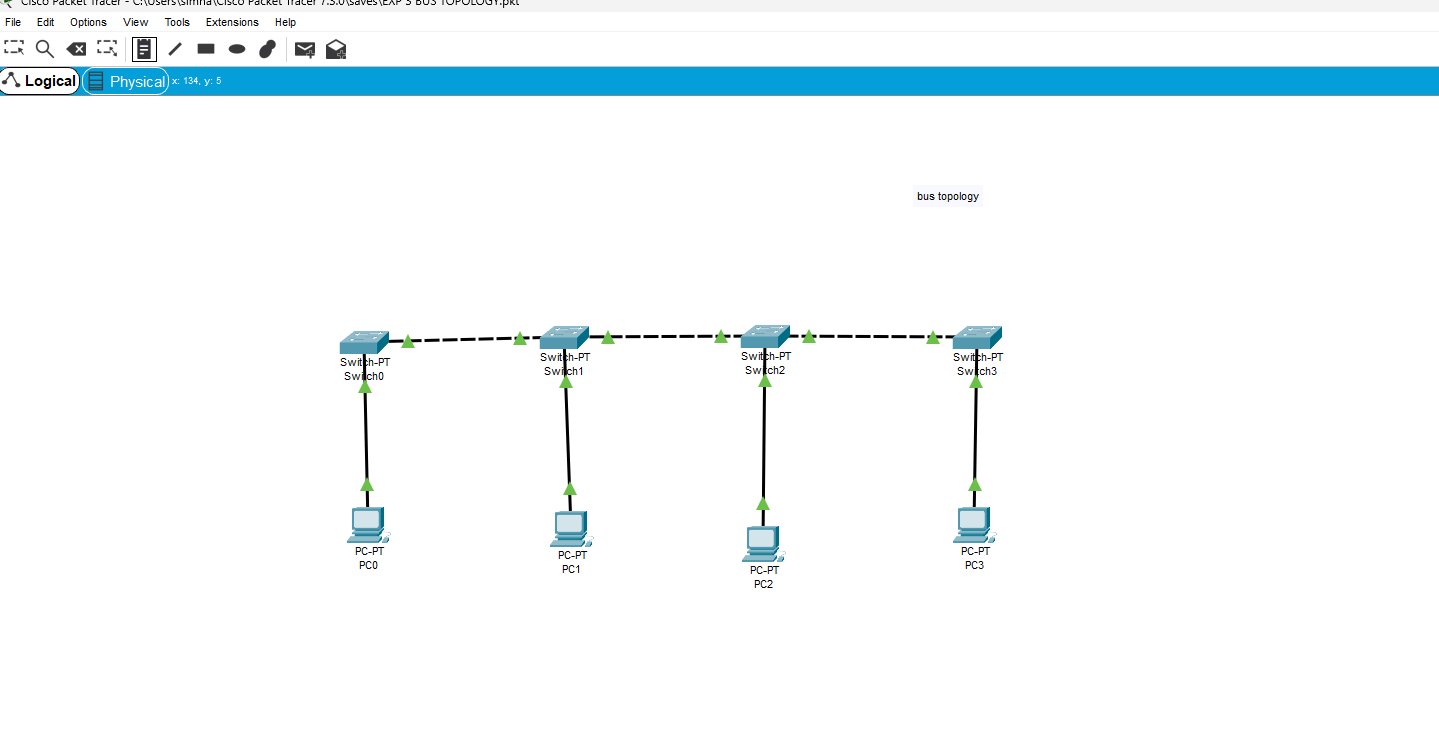 Cisco Packet Tracer - C:\Users\simna\Cisco Packet Tracer 7.3.0\saves\EXP 3 BUS TOPOLOGY.pkt
File Edit Options View Tools Extensions Help
Logical Physical x: 134, y: 5
bus topology
Switch-PT
Switch0
Switch-PT
Switch1
Switch-PT
Switch2
Switch-PT
Switch3
PC-PT
PC0
PC-PT
PC1
PC-PT
PC2
PC-PT
PC3